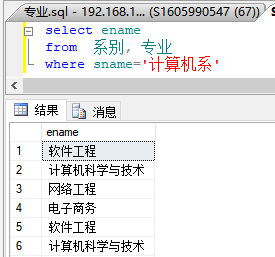 专业.sql - 192.168.1... (S1605990547 (67))
select ename
from 系别, 专业
where sname='计算机系'
结果 消息
ename
1 软件工程
2 计算机科学与技术
3 网络工程
4 电子商务
5 软件工程
6 计算机科学与技术